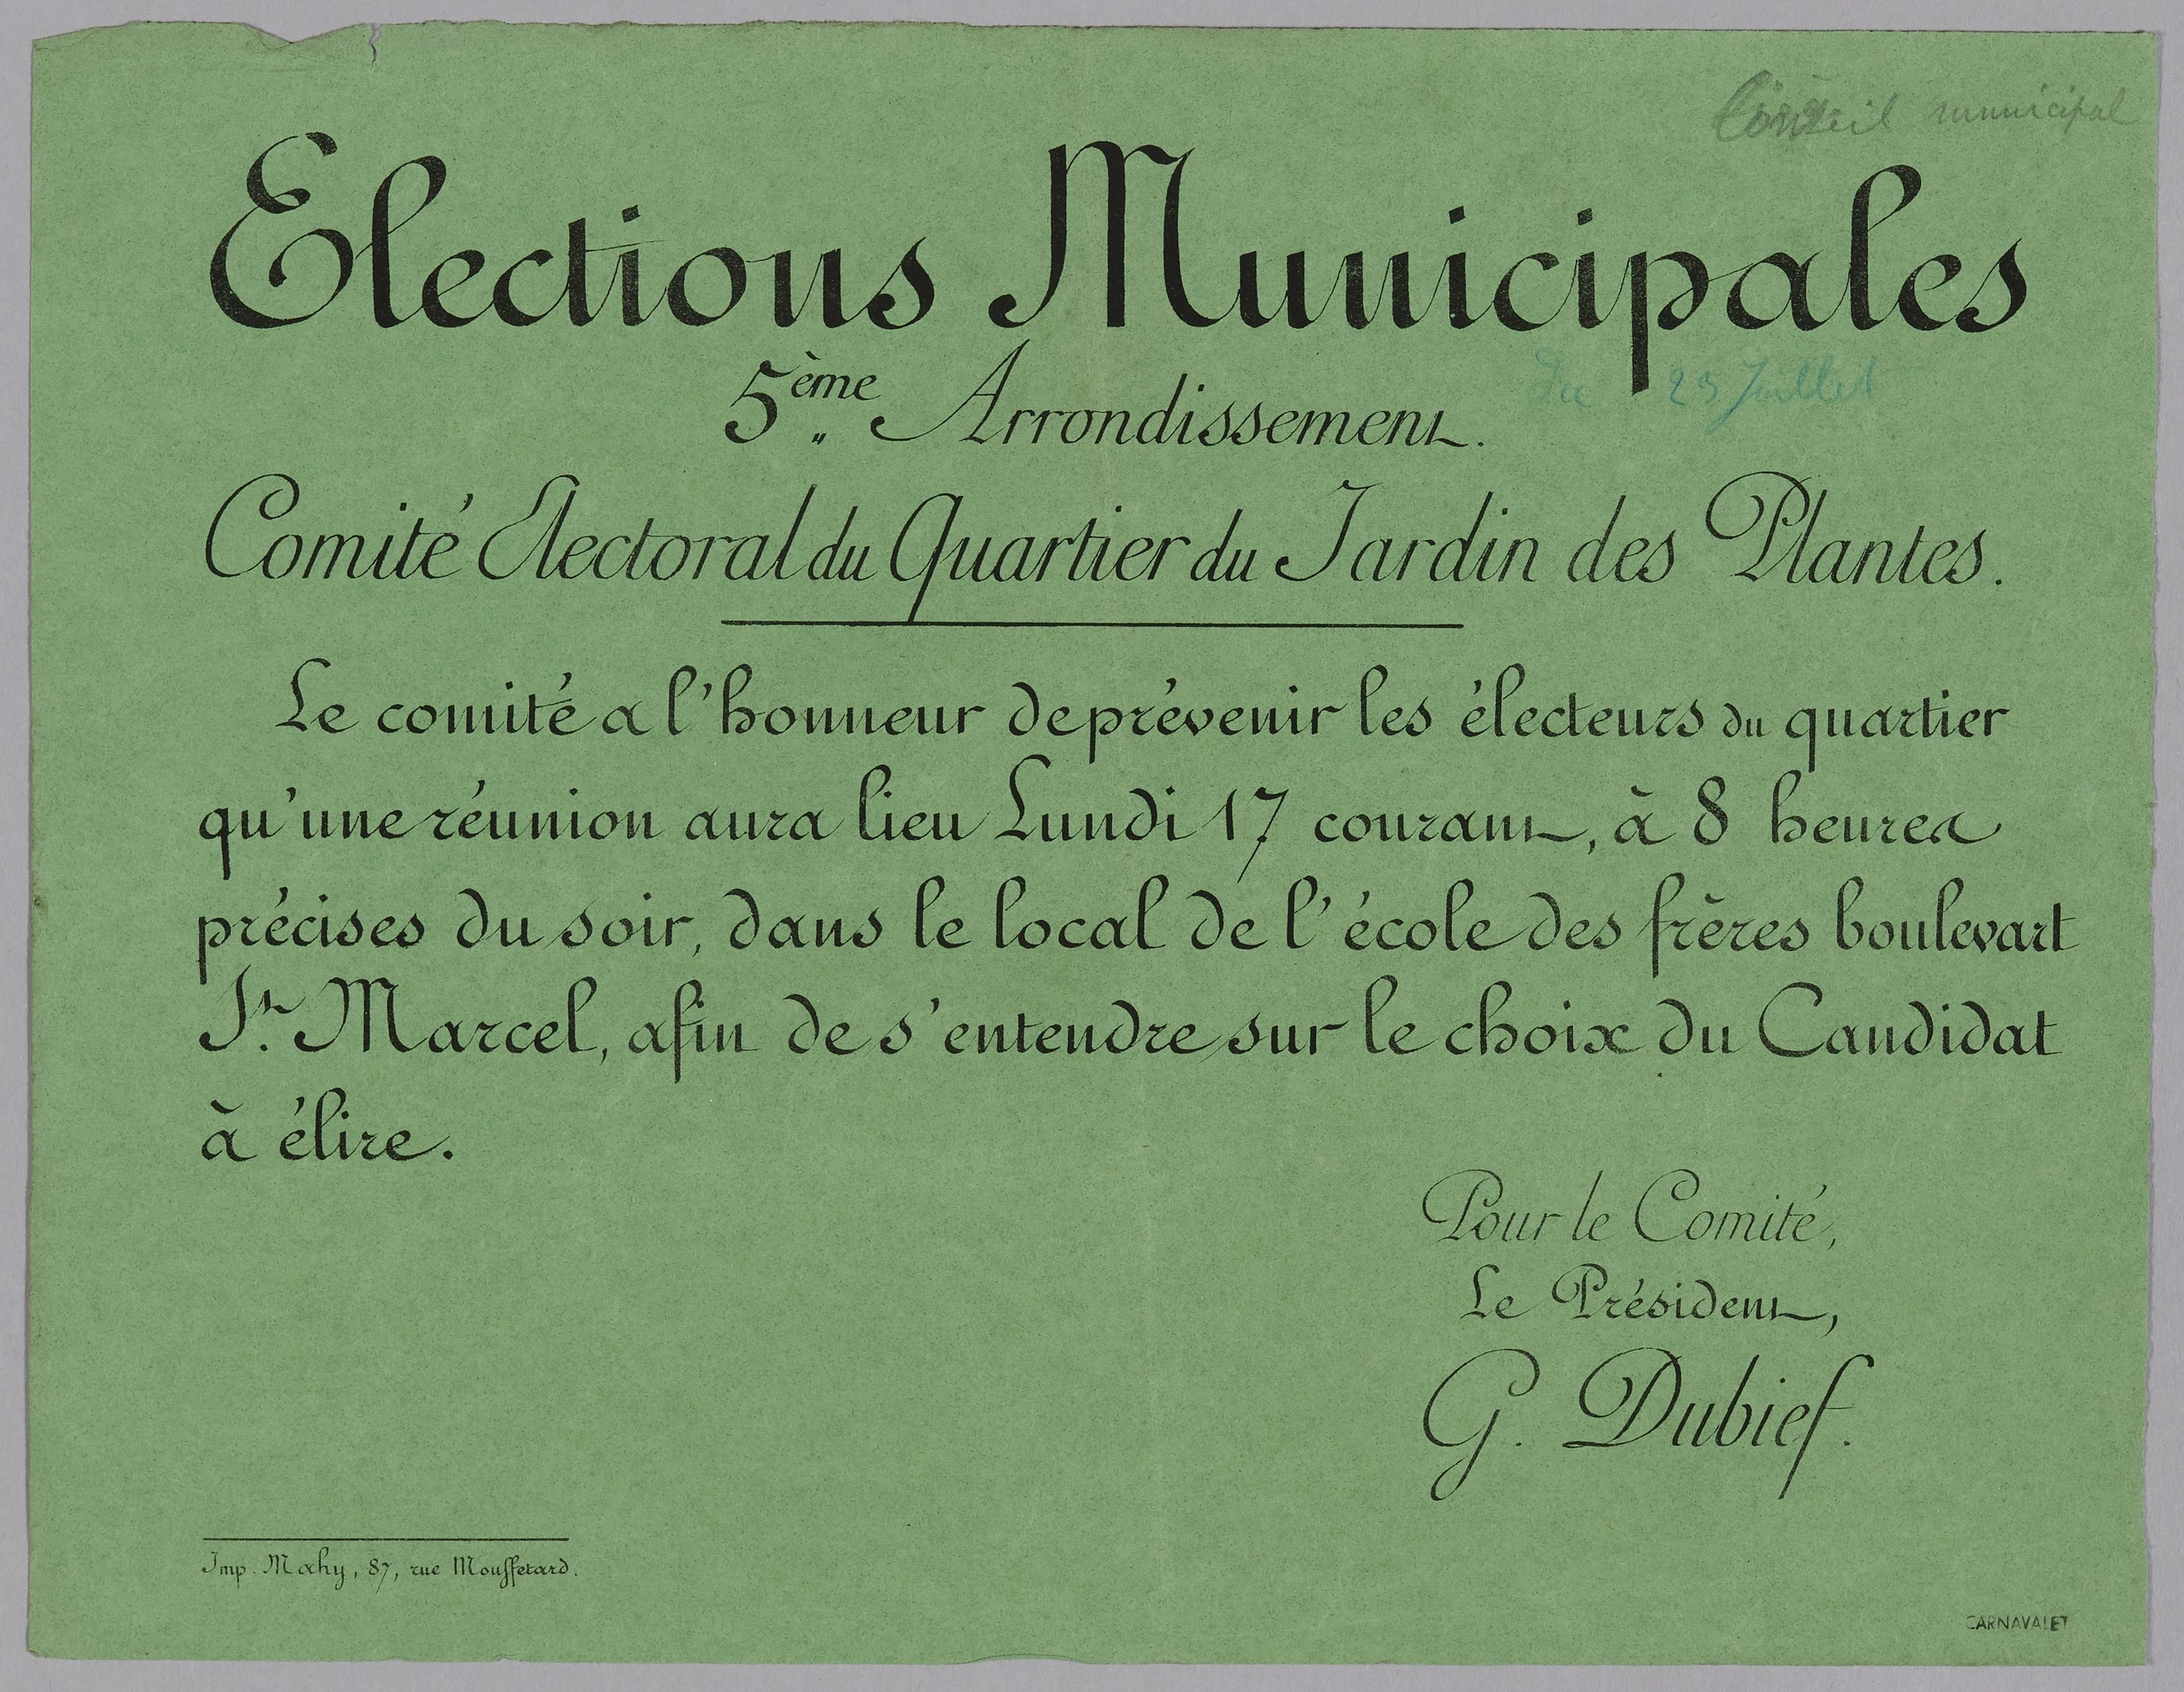 Conseil municipal
Elections Municipales
5ème Arrondissement.
du 23 Juillet
Comité Electoral du Quartier du Jardin des Plantes.
Le comité a l'honneur de prévenir les électeurs du quartier
qu'une réunion aura lieu Lundi 17 courant, à 8 heures
précises du soir, dans le local de l'école des frères boulevart
St. Marcel, afin de s'entendre sur le choix du Candidat
à élire.
Pour le Comité,
Le Président,
G. Dubief.
Imp. Mahy, 87, rue Mouffetard.
CARNAVALET